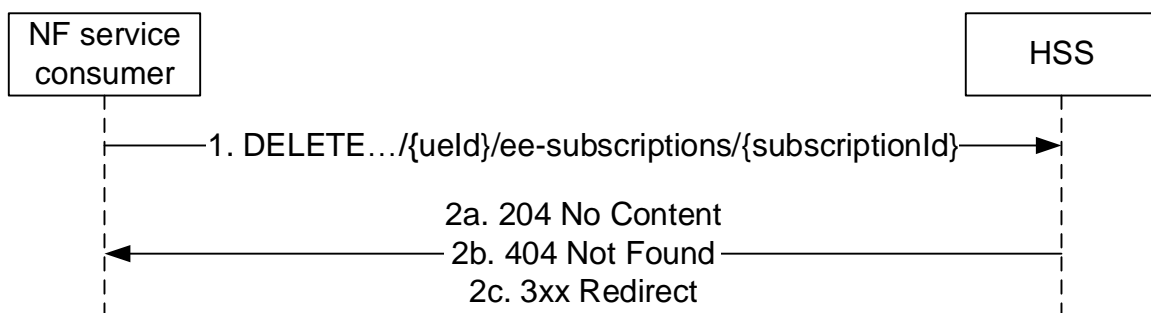 NF service
consumer
HSS
1. DELETE…/{ueId}/ee-subscriptions/{subscriptionId}
2a. 204 No Content
2b. 404 Not Found
2c. 3xx Redirect